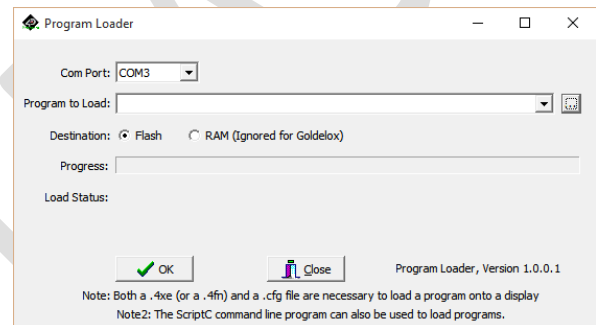 Program Loader
Com Port: COM3
Program to Load:
Destination: Flash RAM (Ignored for Goldelox)
Progress:
Load Status:
OK Close Program Loader, Version 1.0.0.1
Note: Both a .4xe (or a .4fn) and a .cfg file are necessary to load a program onto a display
Note2: The ScriptC command line program can also be used to load programs.